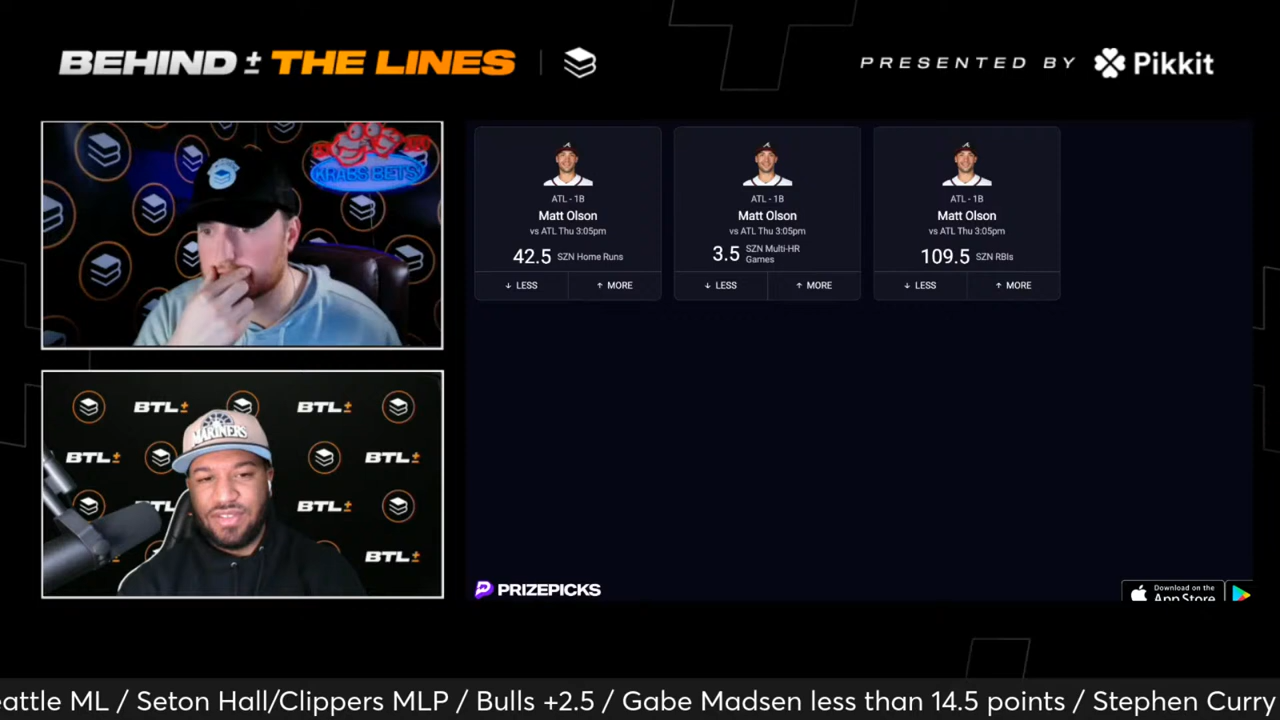 BEHIND ± THE LINES
PRESENTED BY Pikkit
KRABS BETS
ATL - 1B
Matt Olson
vs ATL Thu 3:05pm
42.5 SZN Home Runs
↓ LESS ↑ MORE
ATL - 1B
Matt Olson
vs ATL Thu 3:05pm
3.5 SZN Multi-HR
Games
↓ LESS ↑ MORE
ATL - 1B
Matt Olson
vs ATL Thu 3:05pm
109.5 SZN RBIs
↓ LESS ↑ MORE
BTL± BTL±
MARINERS
BTL± BTL±
BTL±
BTL±
PRIZEPICKS
Download on the
App Store
eattle ML / Seton Hall/Clippers MLP / Bulls +2.5 / Gabe Madsen less than 14.5 points / Stephen Curry